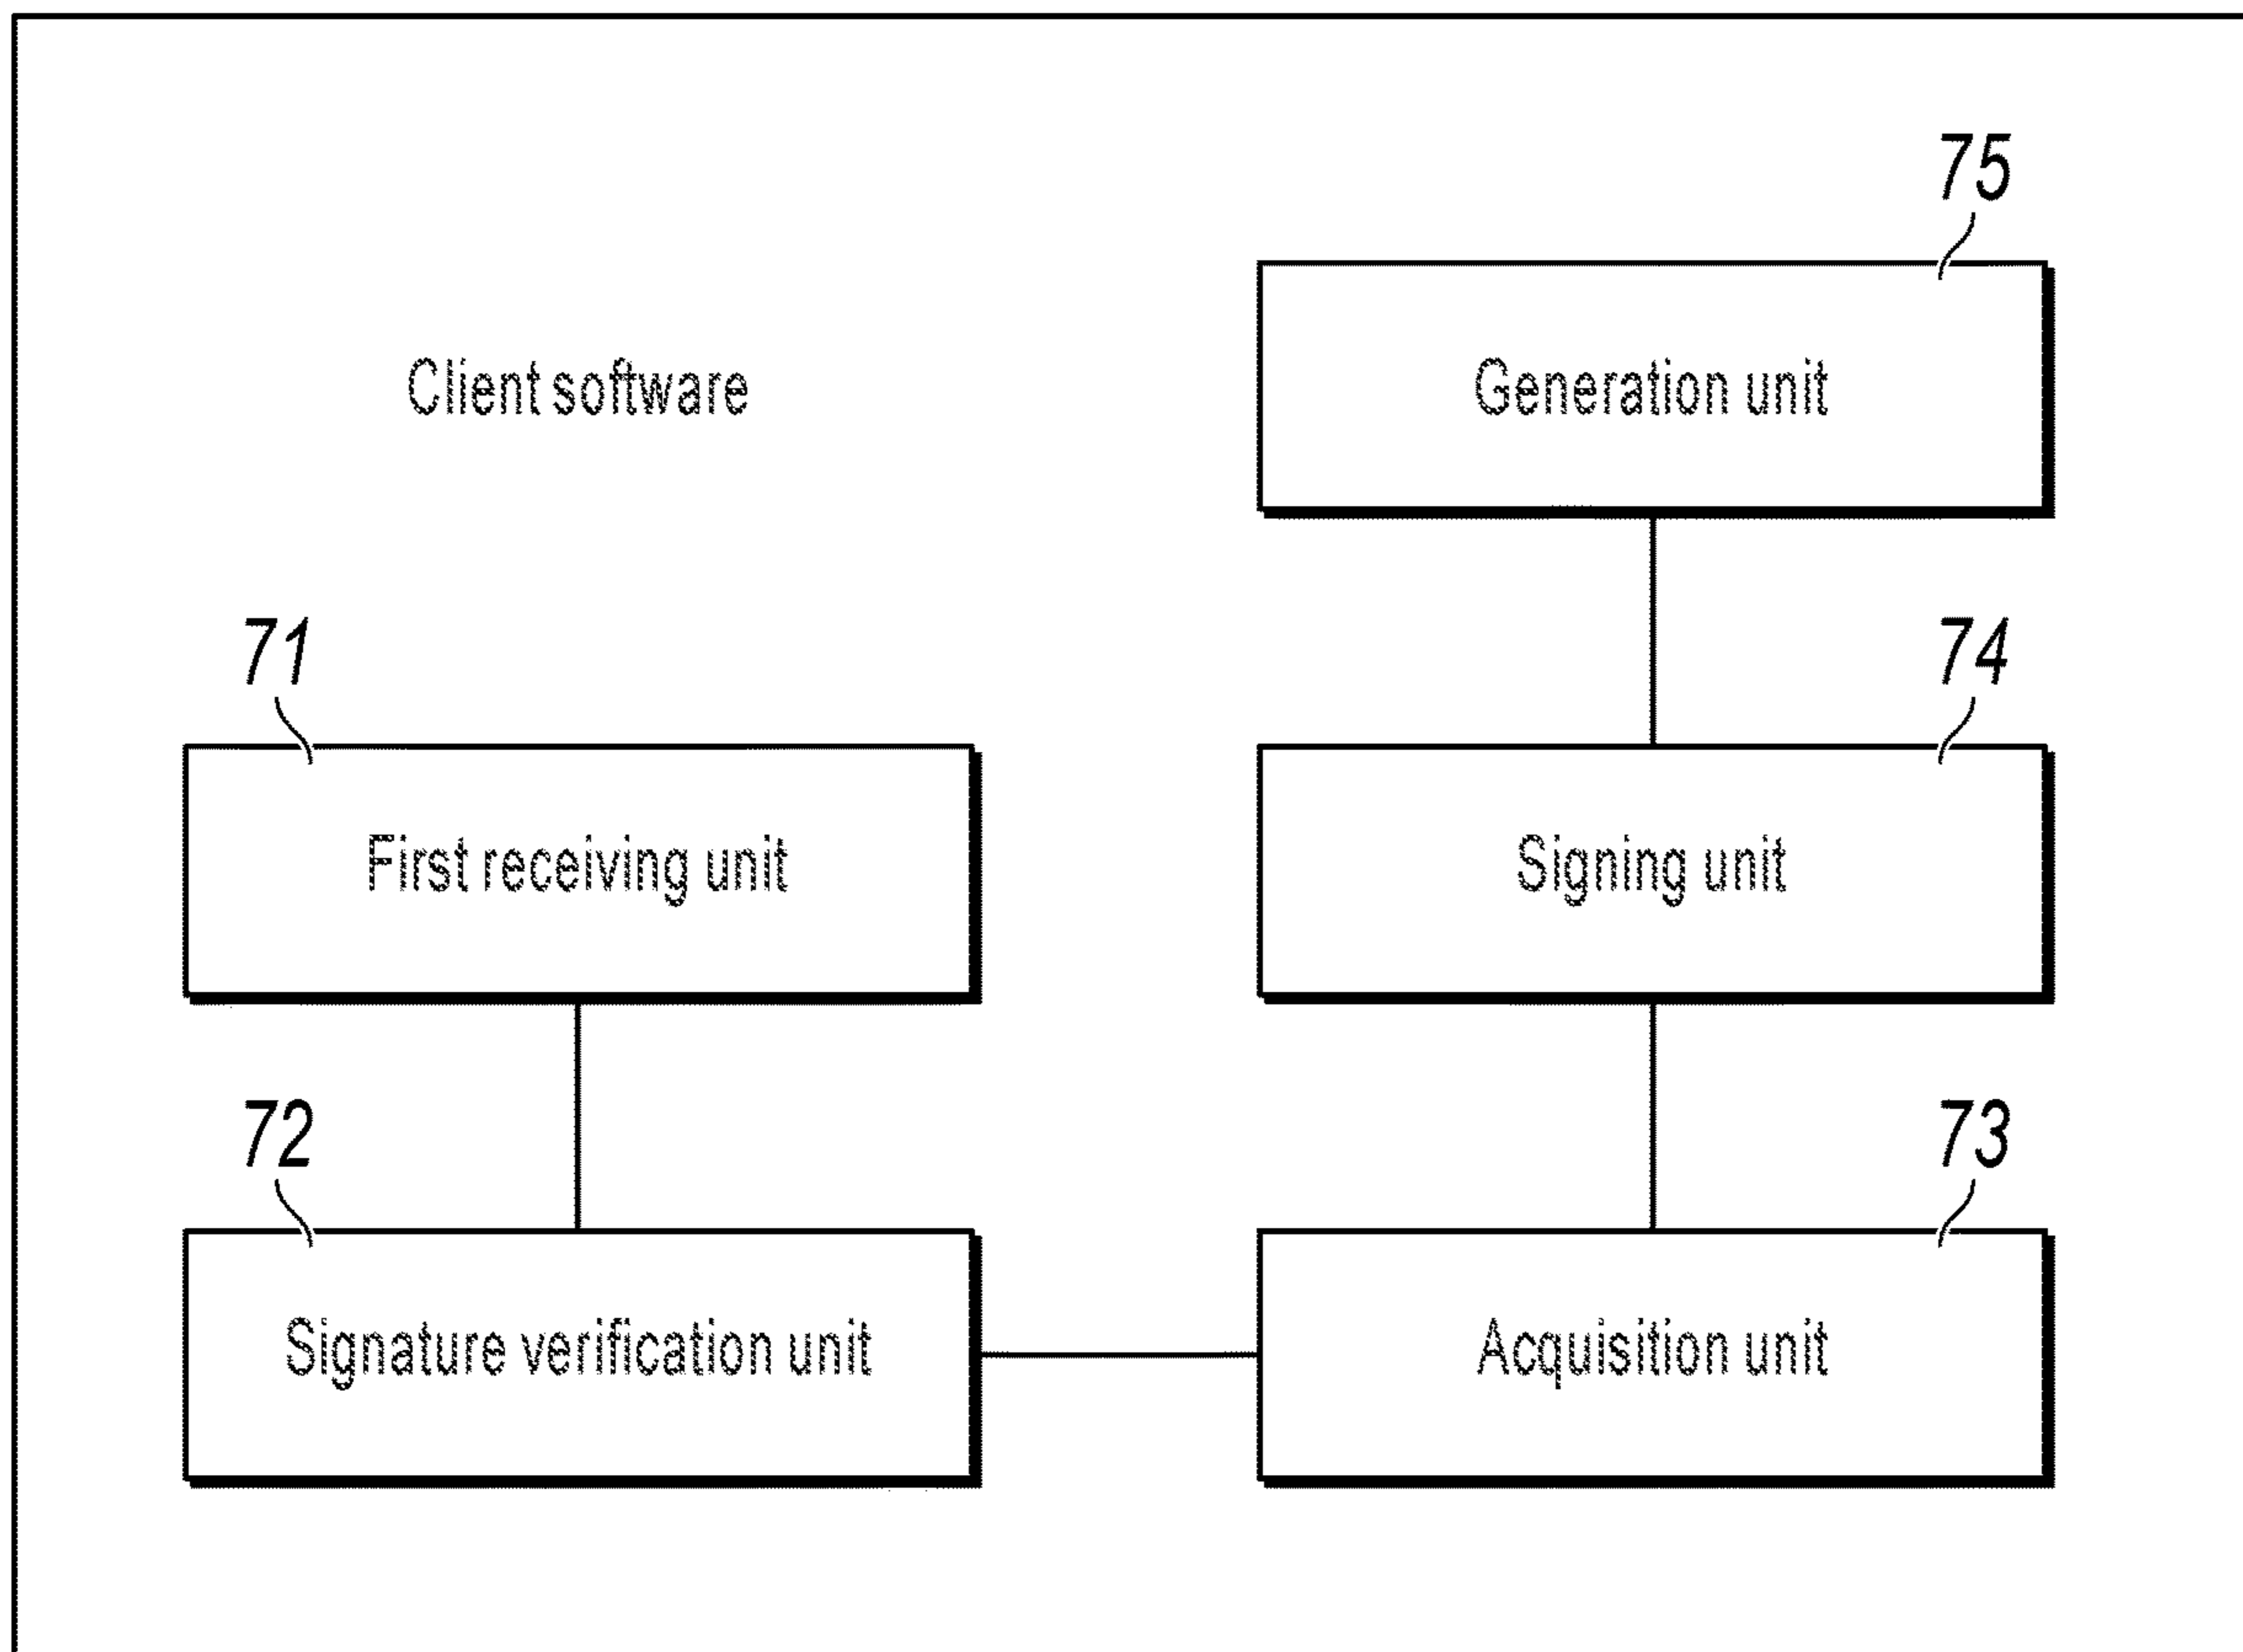 75
Client software
Generation unit
71
74
First receiving unit
Signing unit
72
73
Signature verification unit
Acquisition unit